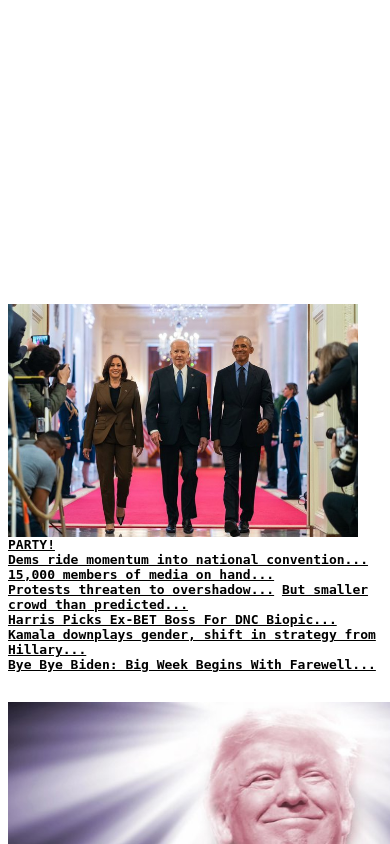 PARTY!
Dems ride momentum into national convention...
15,000 members of media on hand...
Protests threaten to overshadow... But smaller
crowd than predicted...
Harris Picks Ex-BET Boss For DNC Biopic...
Kamala downplays gender, shift in strategy from
Hillary...
Bye Bye Biden: Big Week Begins With Farewell...